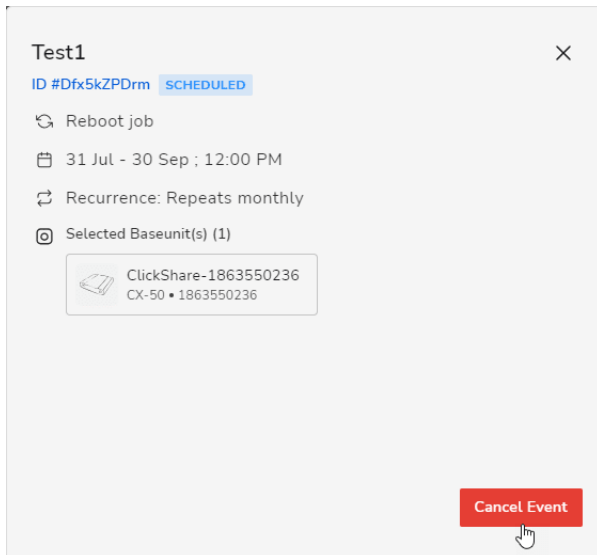 Test1
ID #Dfx5kZPDrm SCHEDULED
Reboot job
31 Jul - 30 Sep ; 12:00 PM
Recurrence: Repeats monthly
Selected Baseunit(s) (1)
ClickShare-1863550236
CX-50 • 1863550236
Cancel Event